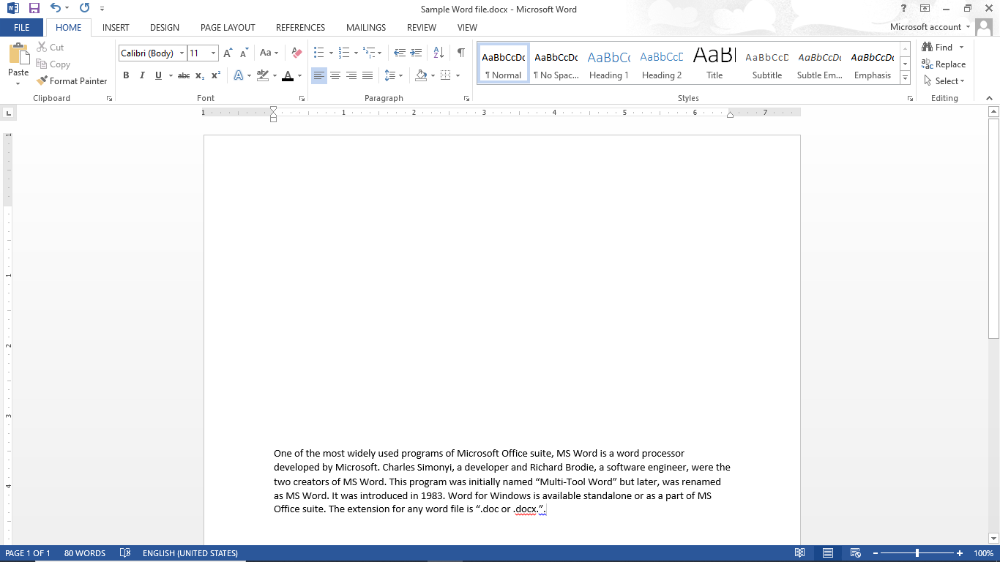 Sample Word file.docx - Microsoft Word
FILE HOME INSERT DESIGN PAGE LAYOUT REFERENCES MAILINGS REVIEW VIEW Microsoft account
Paste
Cut
Copy
Format Painter
Calibri (Body) 11
B I U abc x₂ x² A A
Aa
AaBbCcDc AaBbCcDc AaBbCc AaBbCcD AaBl AaBbCcD AaBbCcDc AaBbCcDc
¶ Normal ¶ No Spac... Heading 1 Heading 2 Title Subtitle Subtle Em... Emphasis
Find
Replace
Select
Clipboard Font Paragraph Styles Editing
1 1 2 3 4 5 6 7
1
1
2
3
4
One of the most widely used programs of Microsoft Office suite, MS Word is a word processor
developed by Microsoft. Charles Simonyi, a developer and Richard Brodie, a software engineer, were the
two creators of MS Word. This program was initially named “Multi-Tool Word” but later, was renamed
as MS Word. It was introduced in 1983. Word for Windows is available standalone or as a part of MS
Office suite. The extension for any word file is “.doc or .docx.”.
PAGE 1 OF 1 80 WORDS ENGLISH (UNITED STATES) 100%